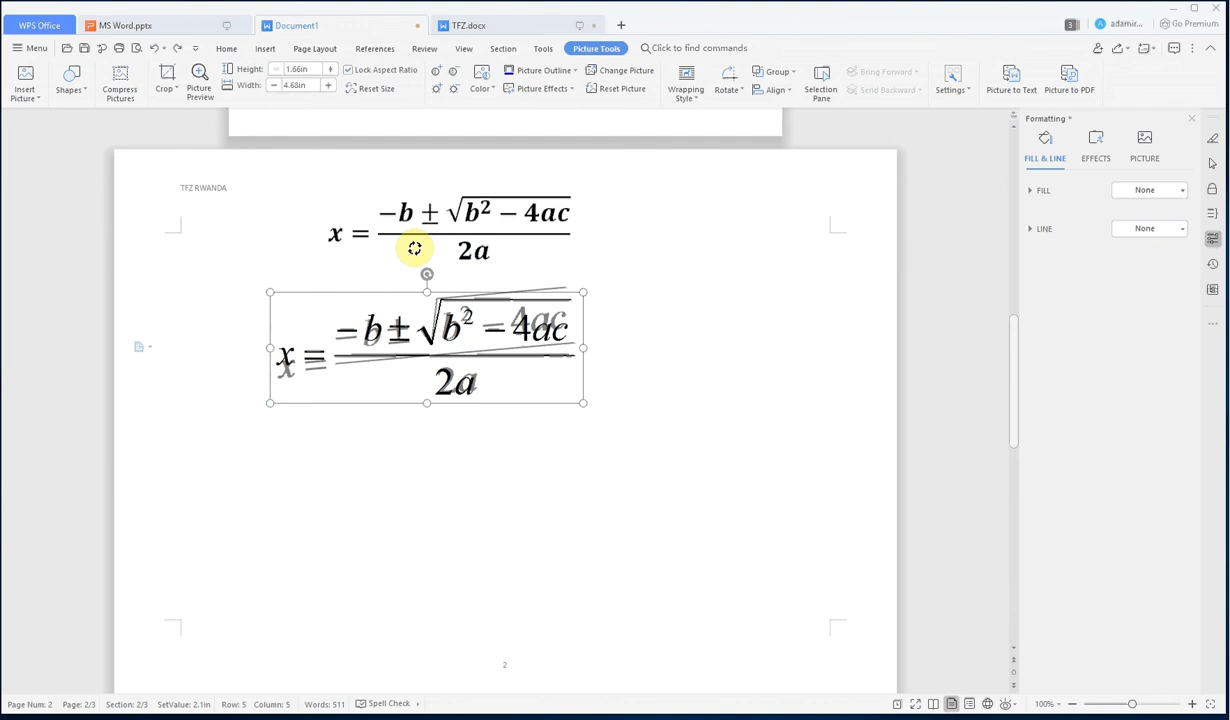 WPS Office MS Word.pptx Document1 TFZ.docx 3 adamir... Go Premium
Menu Home Insert Page Layout References Review View Section Tools Picture Tools Click to find commands
Height: 1.66in Lock Aspect Ratio Picture Outline Change Picture Group Bring Forward
Width: 4.68in Reset Size Picture Effects Reset Picture Align Send Backward
Insert Picture Shapes Compress Pictures Crop Picture Preview Color Wrapping Style Rotate Selection Pane Settings Picture to Text Picture to PDF
Formatting
FILL & LINE EFFECTS PICTURE
FILL None
LINE None
TFZ RWANDA
x = (−b ± √(b² − 4ac)) / 2a
x = (−b ± √(b² − 4ac)) / 2a
2
Page Num: 2 Page: 2/3 Section: 2/3 SetValue: 2.1in Row: 5 Column: 5 Words: 511 Spell Check 100%